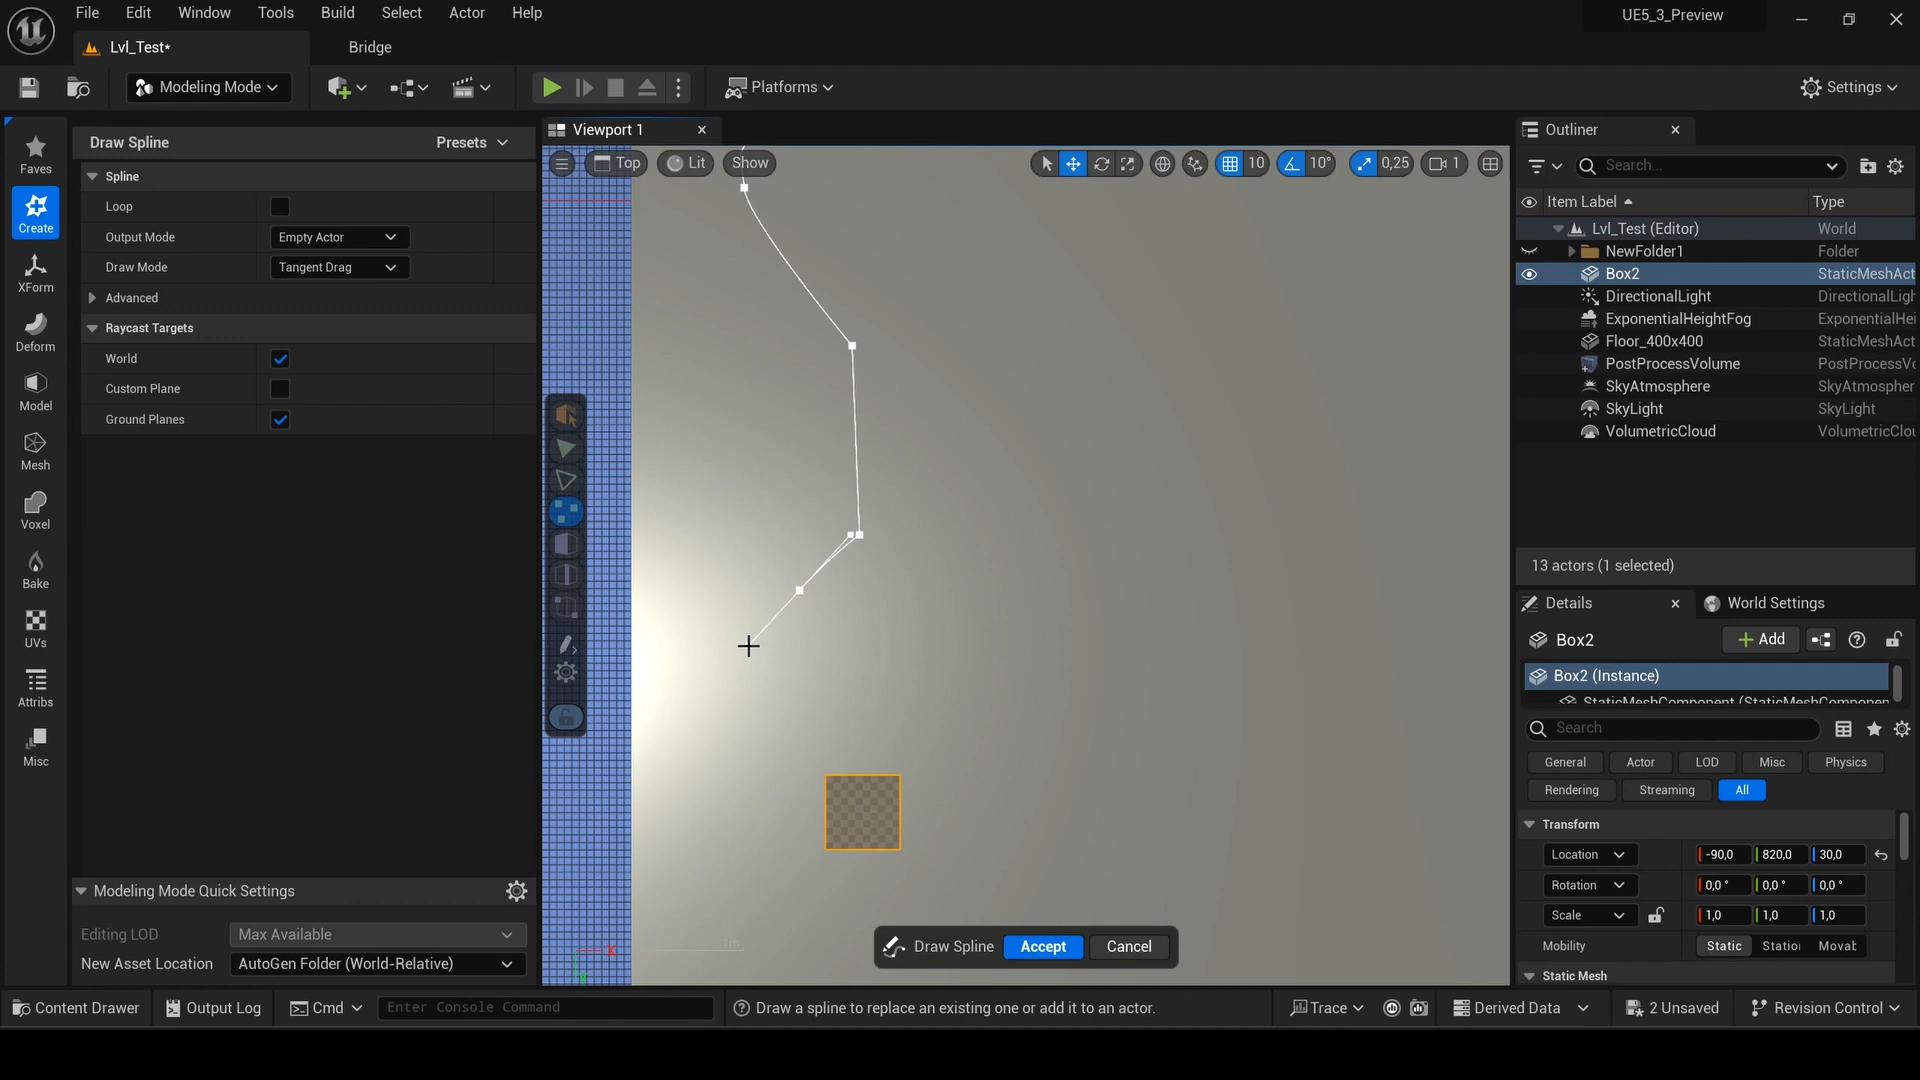 File Edit Window Tools Build Select Actor Help
UE5_3_Preview
Lvl_Test*
Bridge
Modeling Mode
Platforms
Settings
Faves
Create
XForm
Deform
Model
Mesh
Voxel
Bake
UVs
Attribs
Misc
Draw Spline
Presets
Spline
Loop
Output Mode Empty Actor
Draw Mode Tangent Drag
Advanced
Raycast Targets
World
Custom Plane
Ground Planes
Modeling Mode Quick Settings
Editing LOD Max Available
New Asset Location AutoGen Folder (World-Relative)
Viewport 1
Top Lit Show
10 10° 0,25 1
X
1m
Draw Spline Accept Cancel
Outliner
Search...
Item Label Type
Lvl_Test (Editor) World
NewFolder1 Folder
Box2 StaticMeshAct
DirectionalLight DirectionalLigh
ExponentialHeightFog ExponentialHei
Floor_400x400 StaticMeshAct
PostProcessVolume PostProcessVo
SkyAtmosphere SkyAtmospher
SkyLight SkyLight
VolumetricCloud VolumetricClou
13 actors (1 selected)
Details World Settings
Box2 Add
Box2 (Instance)
StaticMeshComponent (StaticMeshComponen
Search
General Actor LOD Misc Physics
Rendering Streaming All
Transform
Location -90,0 820,0 30,0
Rotation 0,0 ° 0,0 ° 0,0 °
Scale 1,0 1,0 1,0
Mobility Static Statioı Movab
Static Mesh
Content Drawer Output Log Cmd Enter Console Command
Draw a spline to replace an existing one or add it to an actor.
Trace Derived Data 2 Unsaved Revision Control